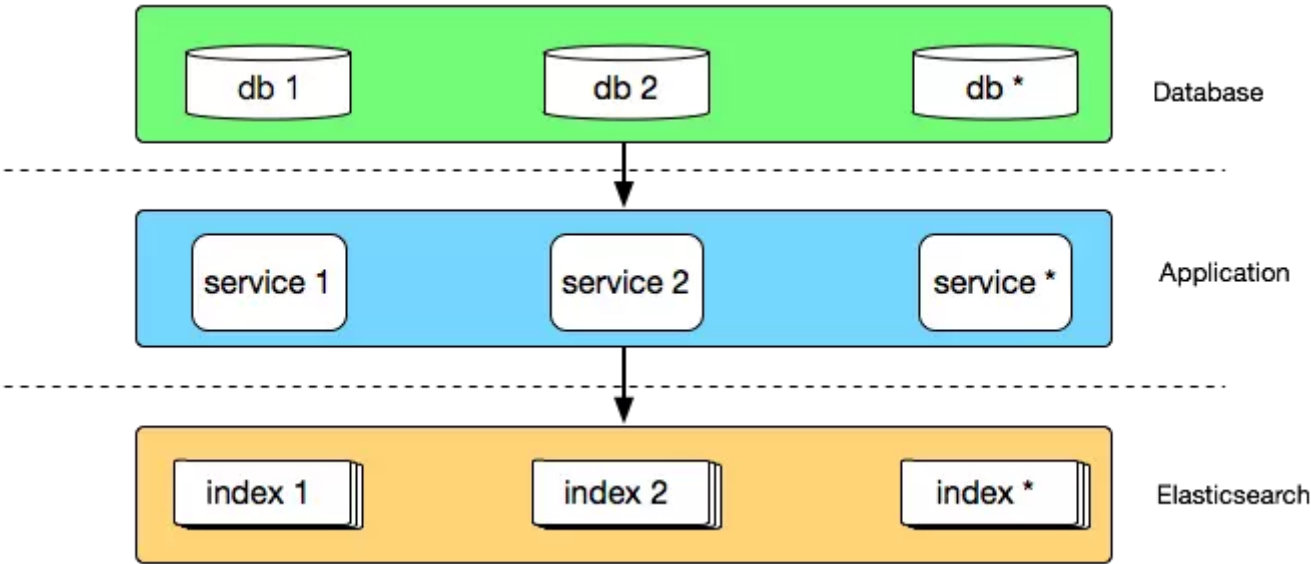 db 1
db 2
db *
Database
service 1
service 2
service *
Application
index 1
index 2
index *
Elasticsearch